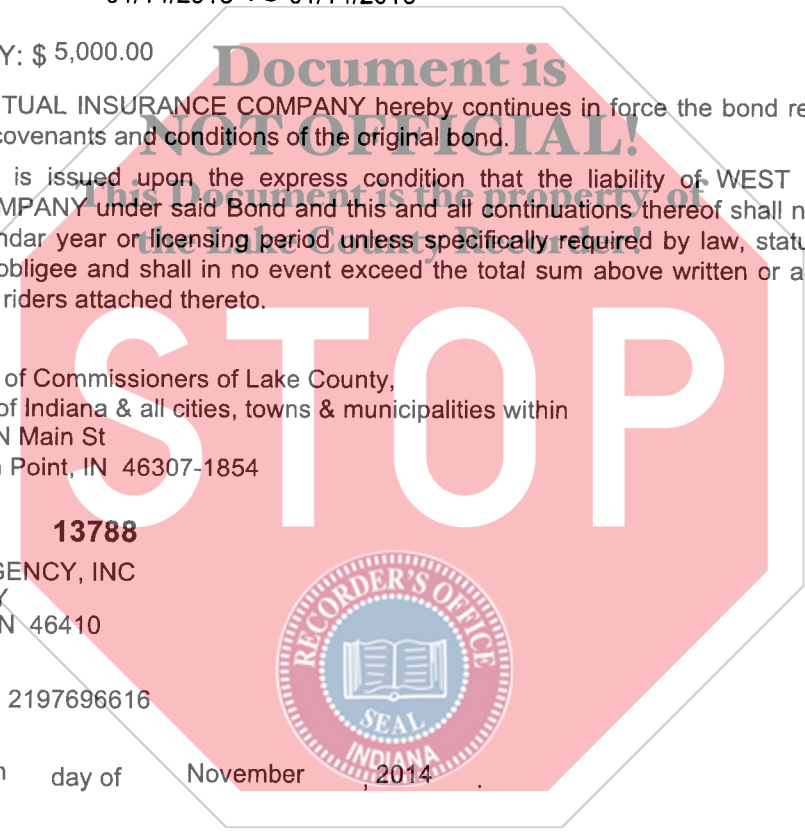 Y: $ 5,000.00
Document is
TUAL INSURANCE COMPANY hereby continues in force the bond re
covenants and conditions of the original bond.
NOT OFFICIAL!
is issued upon the express condition that the liability of WEST
This Document is the property of
MPANY under said Bond and this and all continuations thereof shall n
ndar year or licensing period unless specifically required by law, statu
the Lake County Recorder!
obligee and shall in no event exceed the total sum above written or a
riders attached thereto.
STOP
of Commissioners of Lake County,
of Indiana & all cities, towns & municipalities within
N Main St
Point, IN 46307-1854
13788
GENCY, INC
Y
N 46410
RECORDER'S OFFICE
SEAL
INDIANA
2197696616
day of November , 2014 .